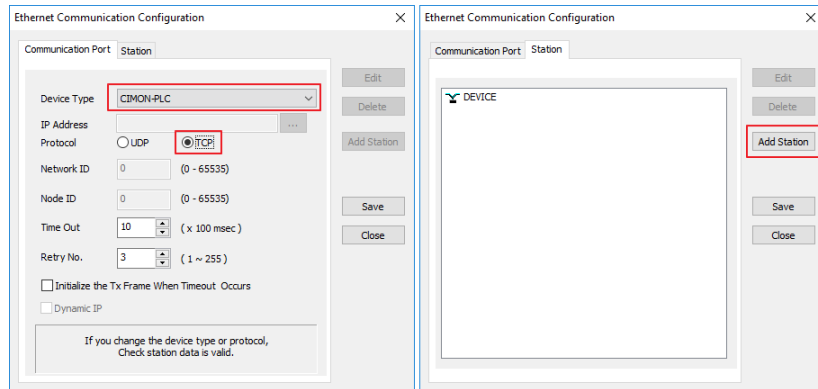 Ethernet Communication Configuration
Communication Port Station
Edit
Device Type CIMON-PLC
Delete
IP Address ...
Protocol UDP TCP
Add Station
Network ID 0 (0 - 65535)
Node ID 0 (0 - 65535)
Save
Time Out 10 ( x 100 msec )
Close
Retry No. 3 ( 1 ~ 255 )
Initialize the Tx Frame When Timeout Occurs
Dynamic IP
If you change the device type or protocol,
Check station data is valid.
Ethernet Communication Configuration
Communication Port Station
Edit
DEVICE
Delete
Add Station
Save
Close